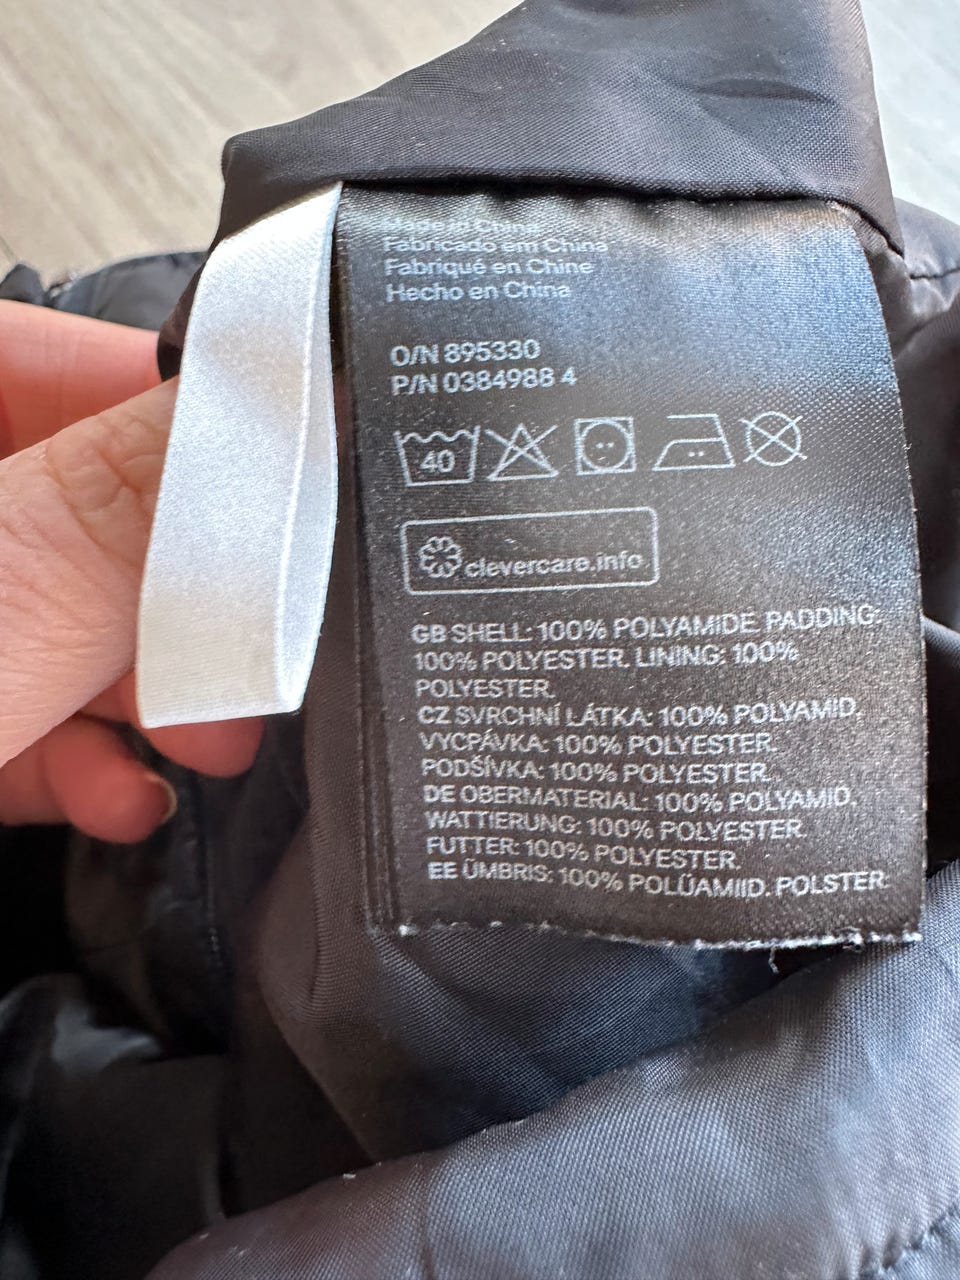 Made in China
Fabricado em China
Fabriqué en Chine
Hecho en China
O/N 895330
P/N 0384988 4
40
clevercare.info
GB SHELL: 100% POLYAMIDE. PADDING:
100% POLYESTER. LINING: 100%
POLYESTER.
CZ SVRCHNÍ LÁTKA: 100% POLYAMID.
VYCPÁVKA: 100% POLYESTER.
PODŠÍVKA: 100% POLYESTER.
DE OBERMATERIAL: 100% POLYAMID.
WATTIERUNG: 100% POLYESTER.
FUTTER: 100% POLYESTER.
EE ÜMBRIS: 100% POLÜAMIID. POLSTER: